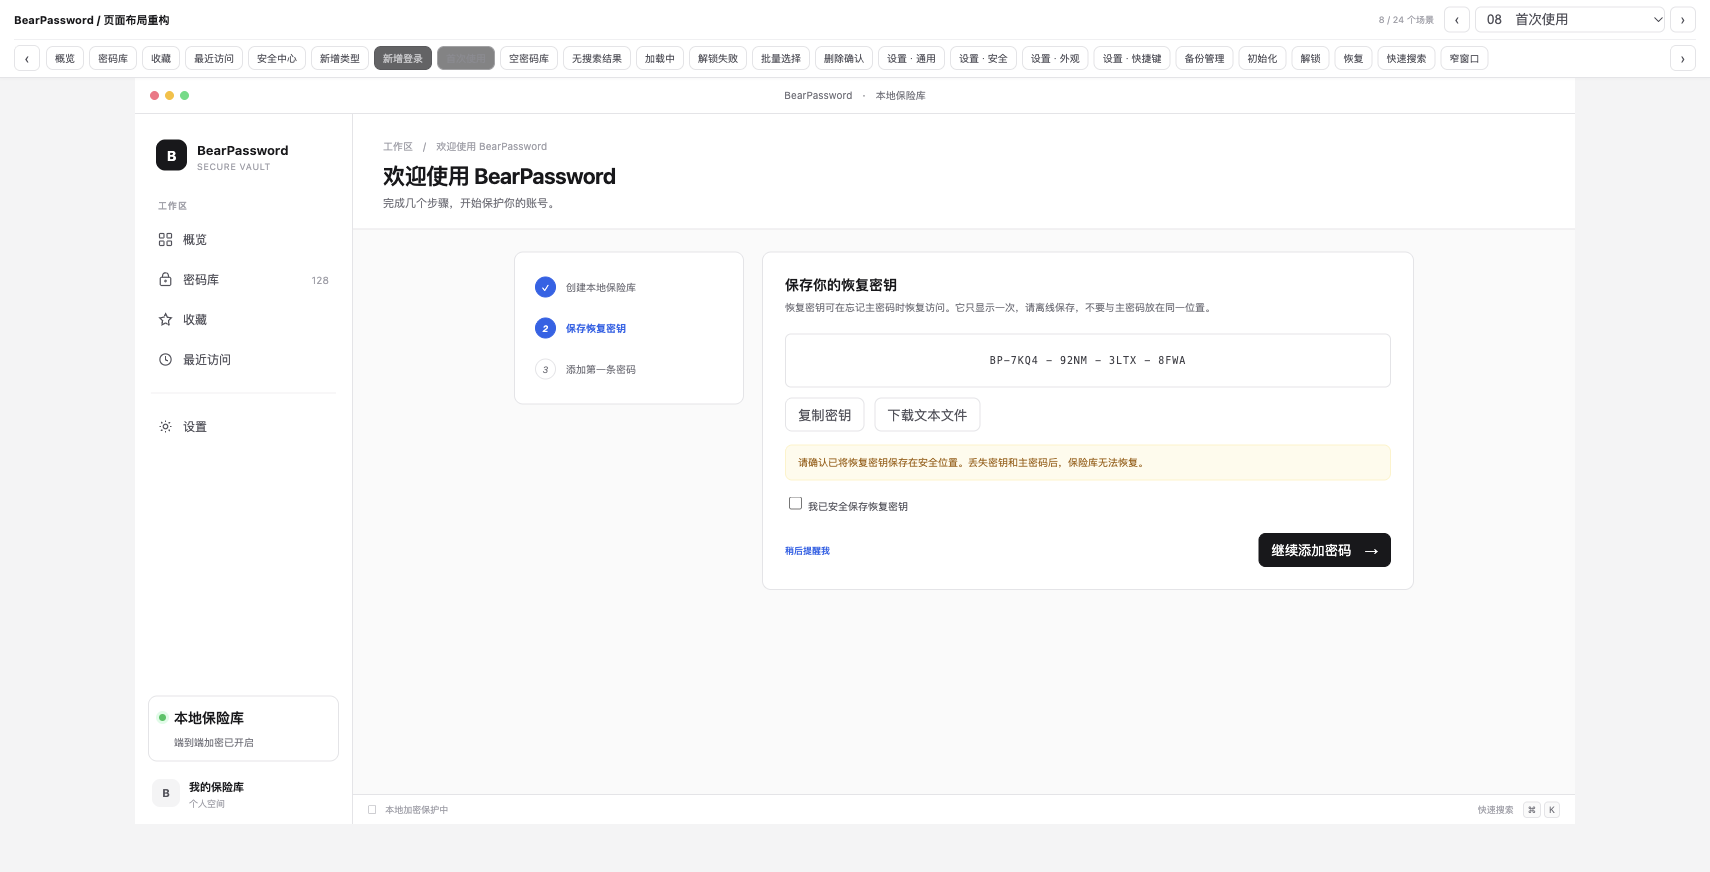 BearPassword / 页面布局重构
8 / 24 个场景
‹
08 首次使用
›
‹
概览
密码库
收藏
最近访问
安全中心
新增类型
新增登录
空密码库
无搜索结果
加载中
解锁失败
批量选择
删除确认
设置 · 通用
设置 · 安全
设置 · 外观
设置 · 快捷键
备份管理
初始化
解锁
恢复
快速搜索
窄窗口
›
BearPassword · 本地保险库
B
BearPassword
SECURE VAULT
工作区
概览
密码库 128
收藏
最近访问
设置
本地保险库
端到端加密已开启
B
我的保险库
个人空间
工作区 / 欢迎使用 BearPassword
欢迎使用 BearPassword
完成几个步骤，开始保护你的账号。
创建本地保险库
2 保存恢复密钥
3 添加第一条密码
保存你的恢复密钥
恢复密钥可在忘记主密码时恢复访问。它只显示一次，请离线保存，不要与主密码放在同一位置。
BP-7KQ4 - 92NM - 3LTX - 8FWA
复制密钥
下载文本文件
请确认已将恢复密钥保存在安全位置。丢失密钥和主密码后，保险库无法恢复。
我已安全保存恢复密钥
稍后提醒我
继续添加密码 →
本地加密保护中
快速搜索 ⌘ K